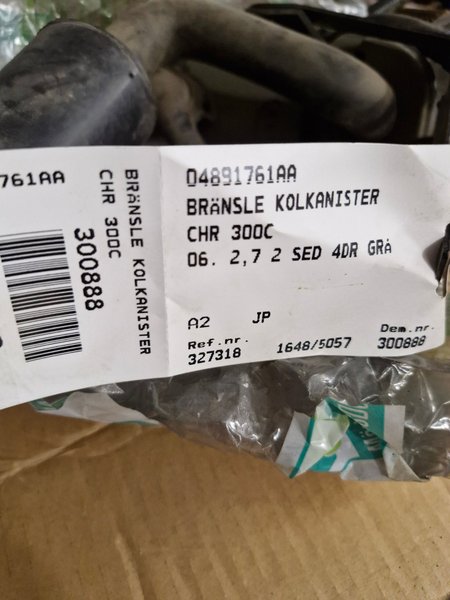 761AA
BRÄNSLE KOLKANISTER
CHR 300C
300888
04891761AA
BRÄNSLE KOLKANISTER
CHR 300C
06. 2,7 2 SED 4DR GRÅ
A2 JP
Ref.nr. 1648/5057 Dem.nr.
327318 300888